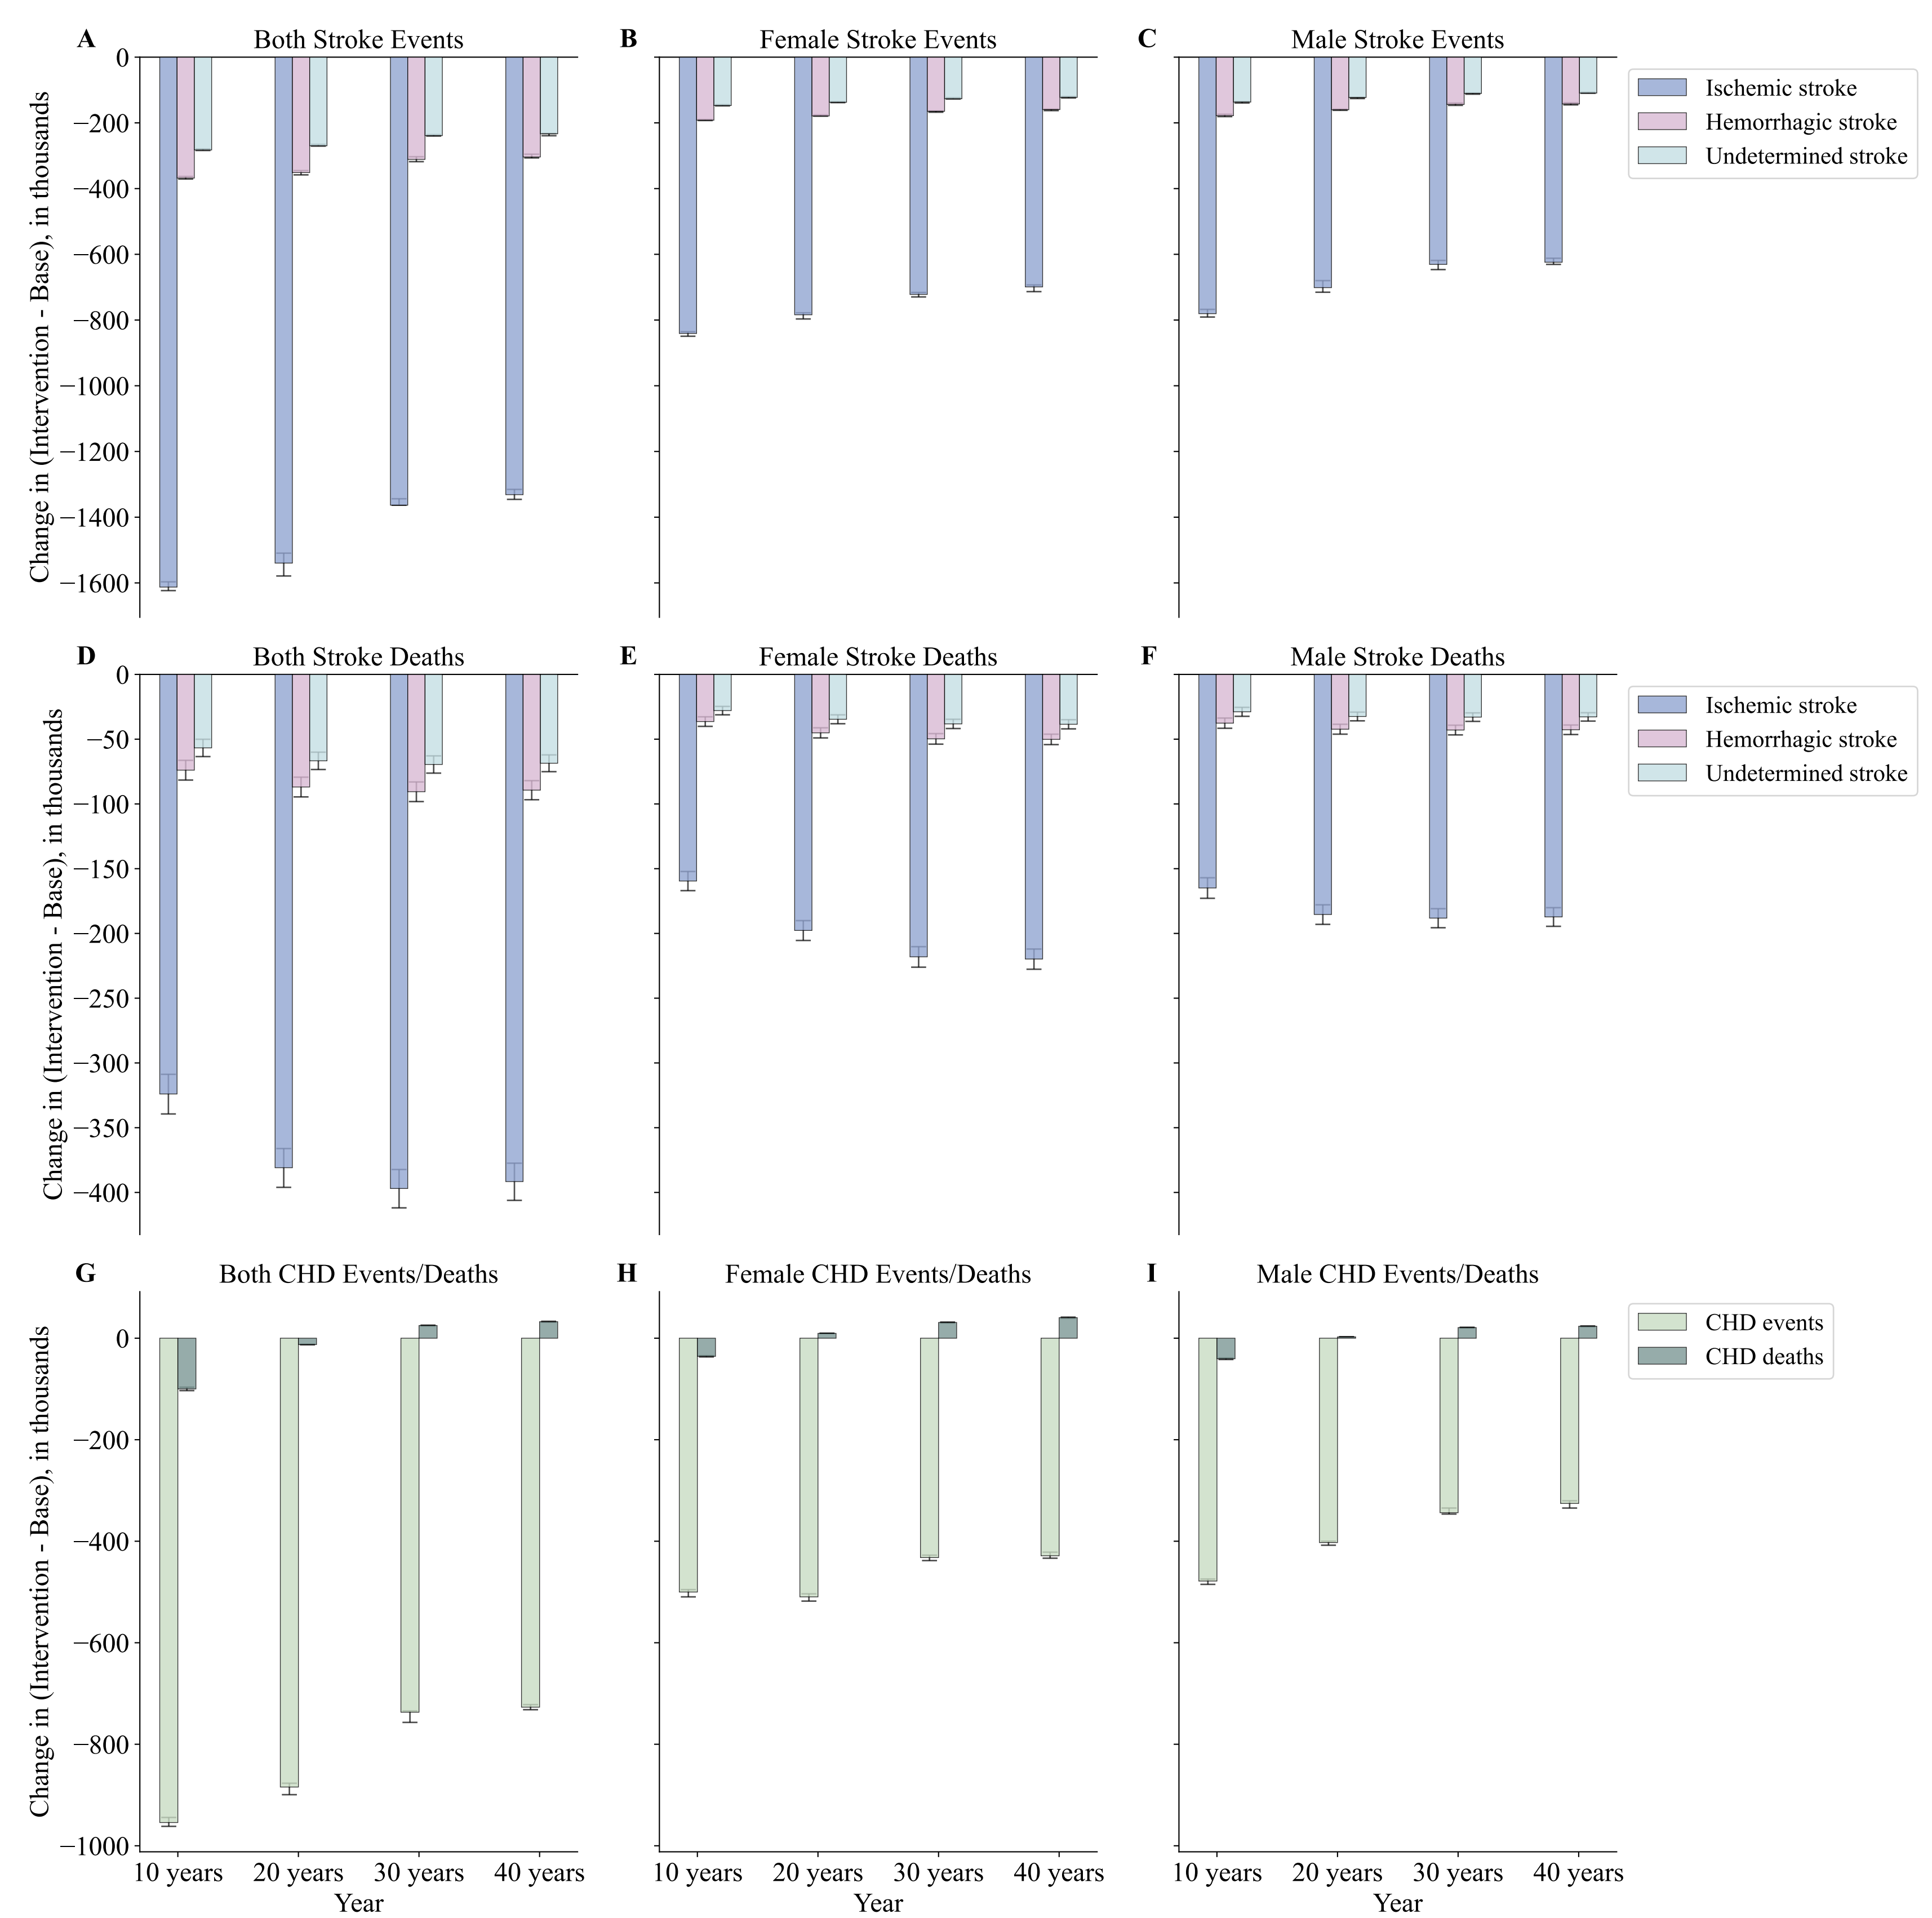 A Both Stroke Events
B Female Stroke Events
C Male Stroke Events
Change in (Intervention - Base), in thousands
0
−200
−400
−600
−800
−1000
−1200
−1400
−1600
Ischemic stroke
Hemorrhagic stroke
Undetermined stroke
D Both Stroke Deaths
E Female Stroke Deaths
F Male Stroke Deaths
Change in (Intervention - Base), in thousands
0
−50
−100
−150
−200
−250
−300
−350
−400
Ischemic stroke
Hemorrhagic stroke
Undetermined stroke
G Both CHD Events/Deaths
H Female CHD Events/Deaths
I Male CHD Events/Deaths
Change in (Intervention - Base), in thousands
0
−200
−400
−600
−800
−1000
CHD events
CHD deaths
10 years 20 years 30 years 40 years
Year
10 years 20 years 30 years 40 years
Year
10 years 20 years 30 years 40 years
Year